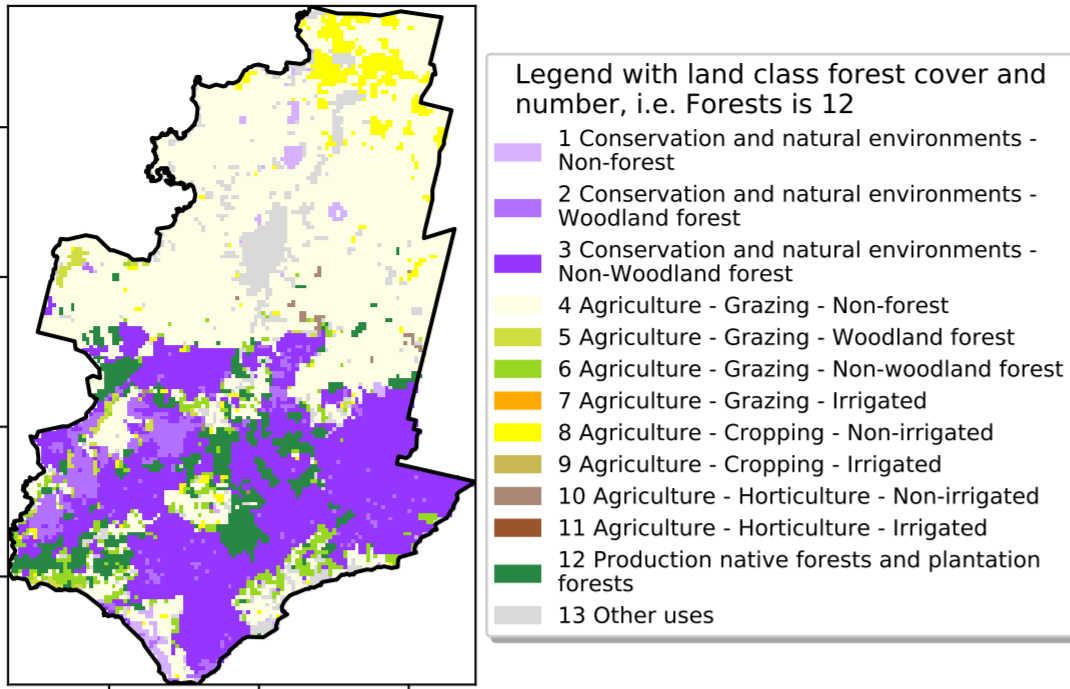 Legend with land class forest cover and
number, i.e. Forests is 12
1 Conservation and natural environments -
Non-forest
2 Conservation and natural environments -
Woodland forest
3 Conservation and natural environments -
Non-Woodland forest
4 Agriculture - Grazing - Non-forest
5 Agriculture - Grazing - Woodland forest
6 Agriculture - Grazing - Non-woodland forest
7 Agriculture - Grazing - Irrigated
8 Agriculture - Cropping - Non-irrigated
9 Agriculture - Cropping - Irrigated
10 Agriculture - Horticulture - Non-irrigated
11 Agriculture - Horticulture - Irrigated
12 Production native forests and plantation
forests
13 Other uses